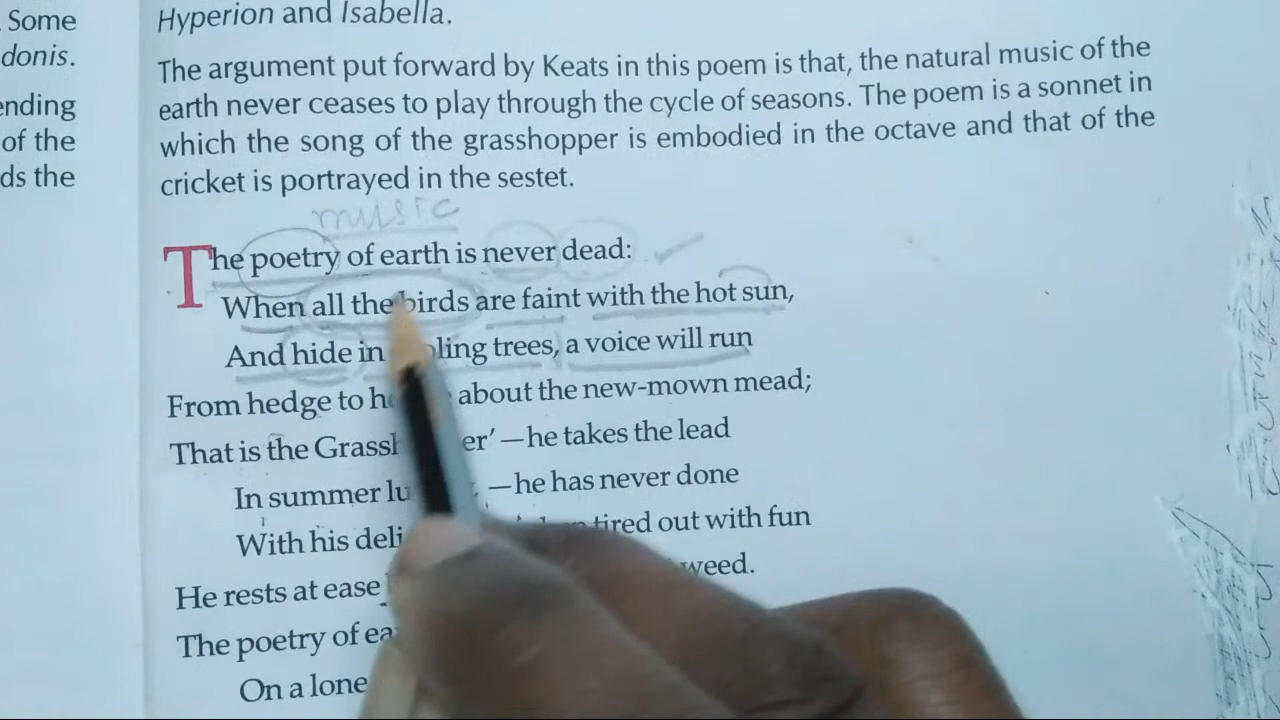 Some
donis.
ending
of the
ds the
Hyperion and Isabella.
The argument put forward by Keats in this poem is that, the natural music of the
earth never ceases to play through the cycle of seasons. The poem is a sonnet in
which the song of the grasshopper is embodied in the octave and that of the
cricket is portrayed in the sestet.
music
The poetry of earth is never dead:
When all the birds are faint with the hot sun,
And hide in ling trees, a voice will run
From hedge to he about the new-mown mead;
That is the Grassh er' —he takes the lead
In summer lu —he has never done
With his deli tired out with fun
He rests at ease weed.
The poetry of ea
On a lone